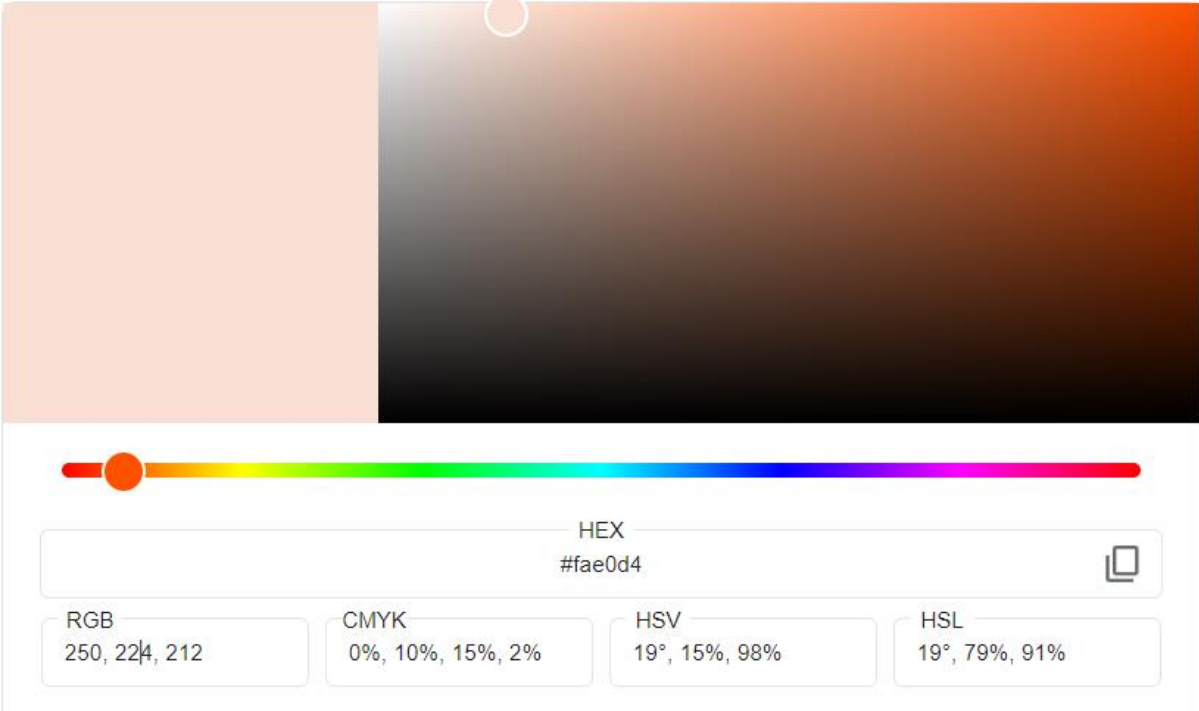 HEX
#fae0d4
RGB
250, 224, 212
CMYK
0%, 10%, 15%, 2%
HSV
19°, 15%, 98%
HSL
19°, 79%, 91%